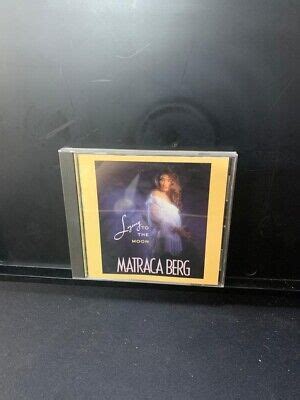 Lying TO
THE
MOON
MATRACA BERG